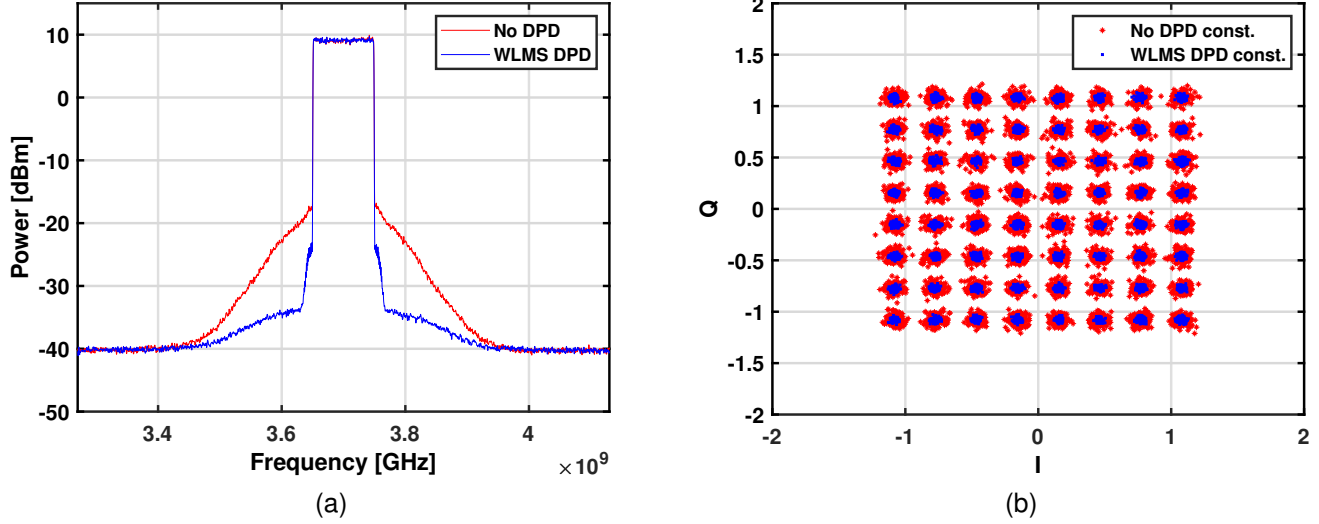 10
0
-10
-20
-30
-40
-50
Power [dBm]
3.4
3.6
3.8
4
Frequency [GHz]
×10^9
No DPD
WLMS DPD
(a)
2
1.5
1
0.5
0
-0.5
-1
-1.5
-2
Q
-2
-1
0
1
2
I
No DPD const.
WLMS DPD const.
(b)